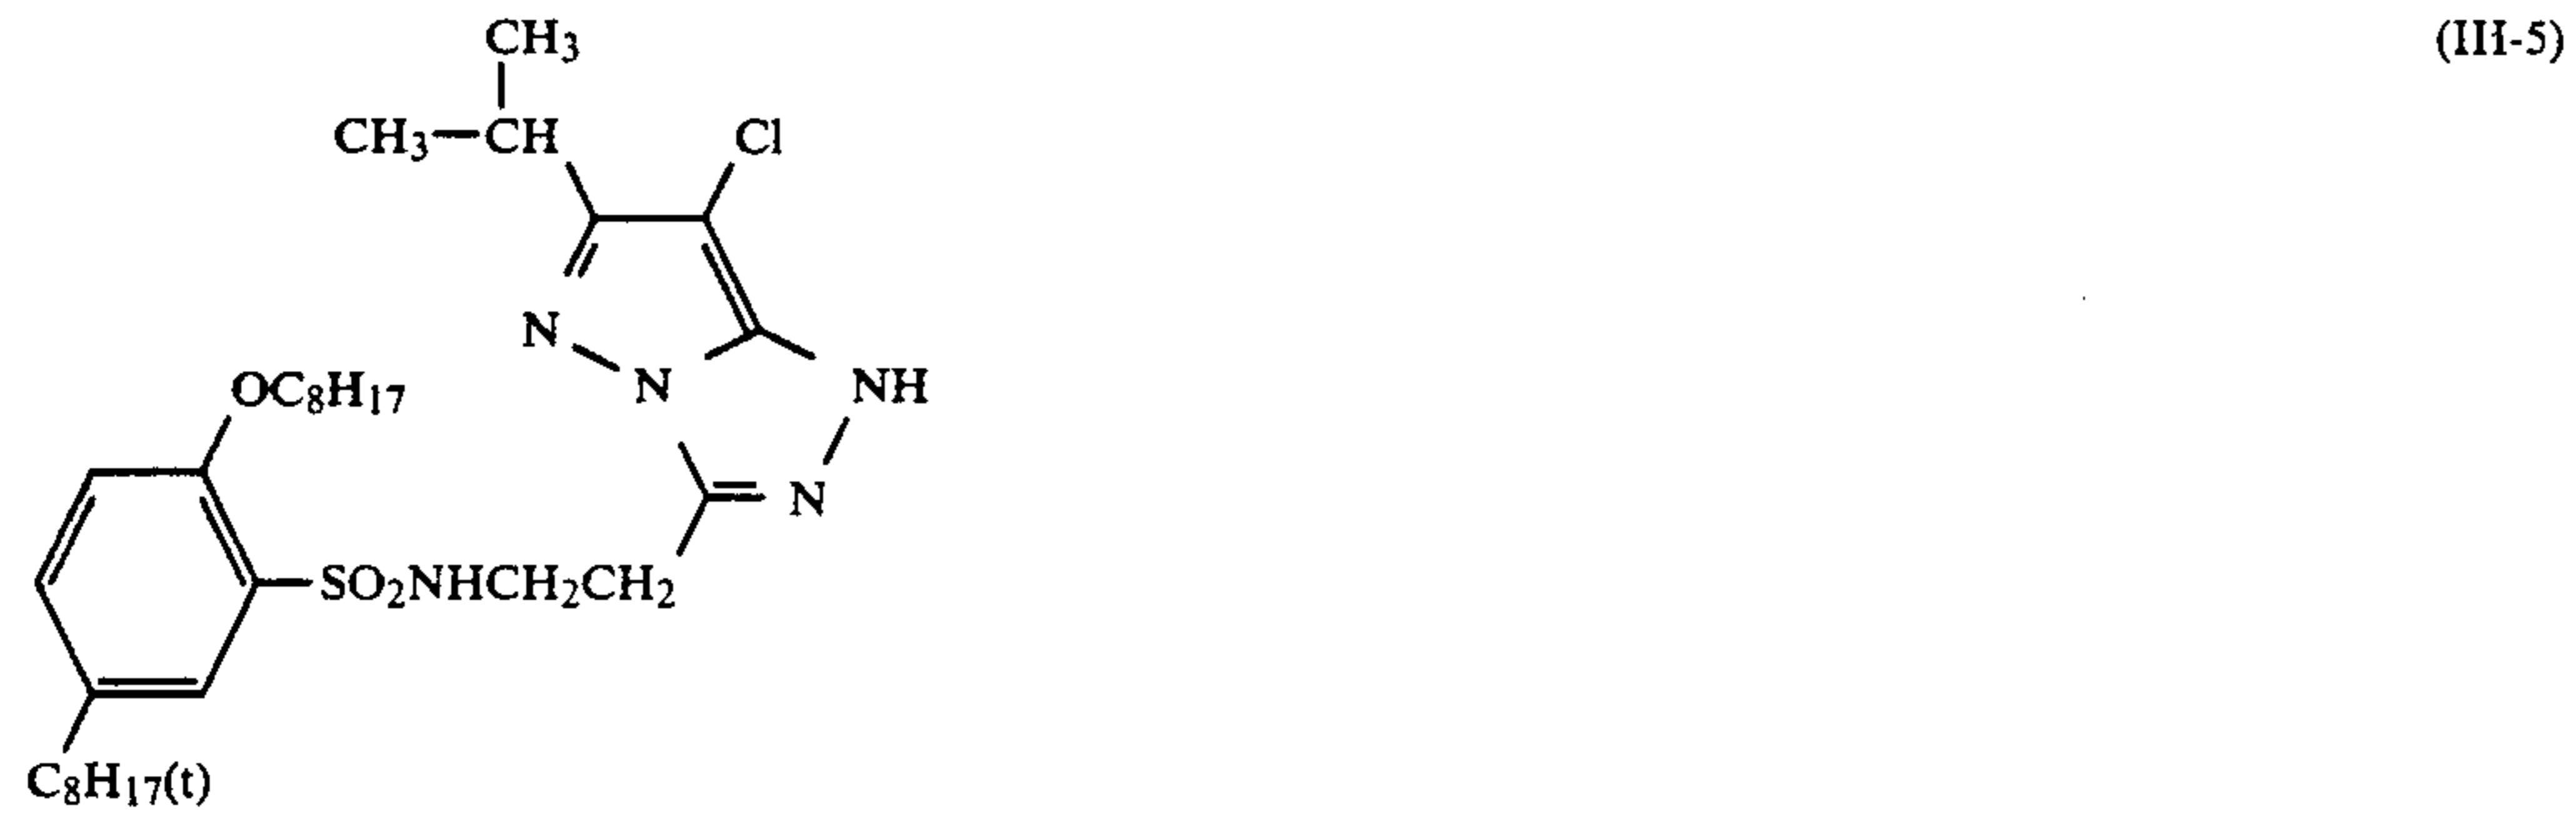 CH3
(III-5)
CH3—CH
Cl
N
N
NH
OC8H17
N
SO2NHCH2CH2
C8H17(t)